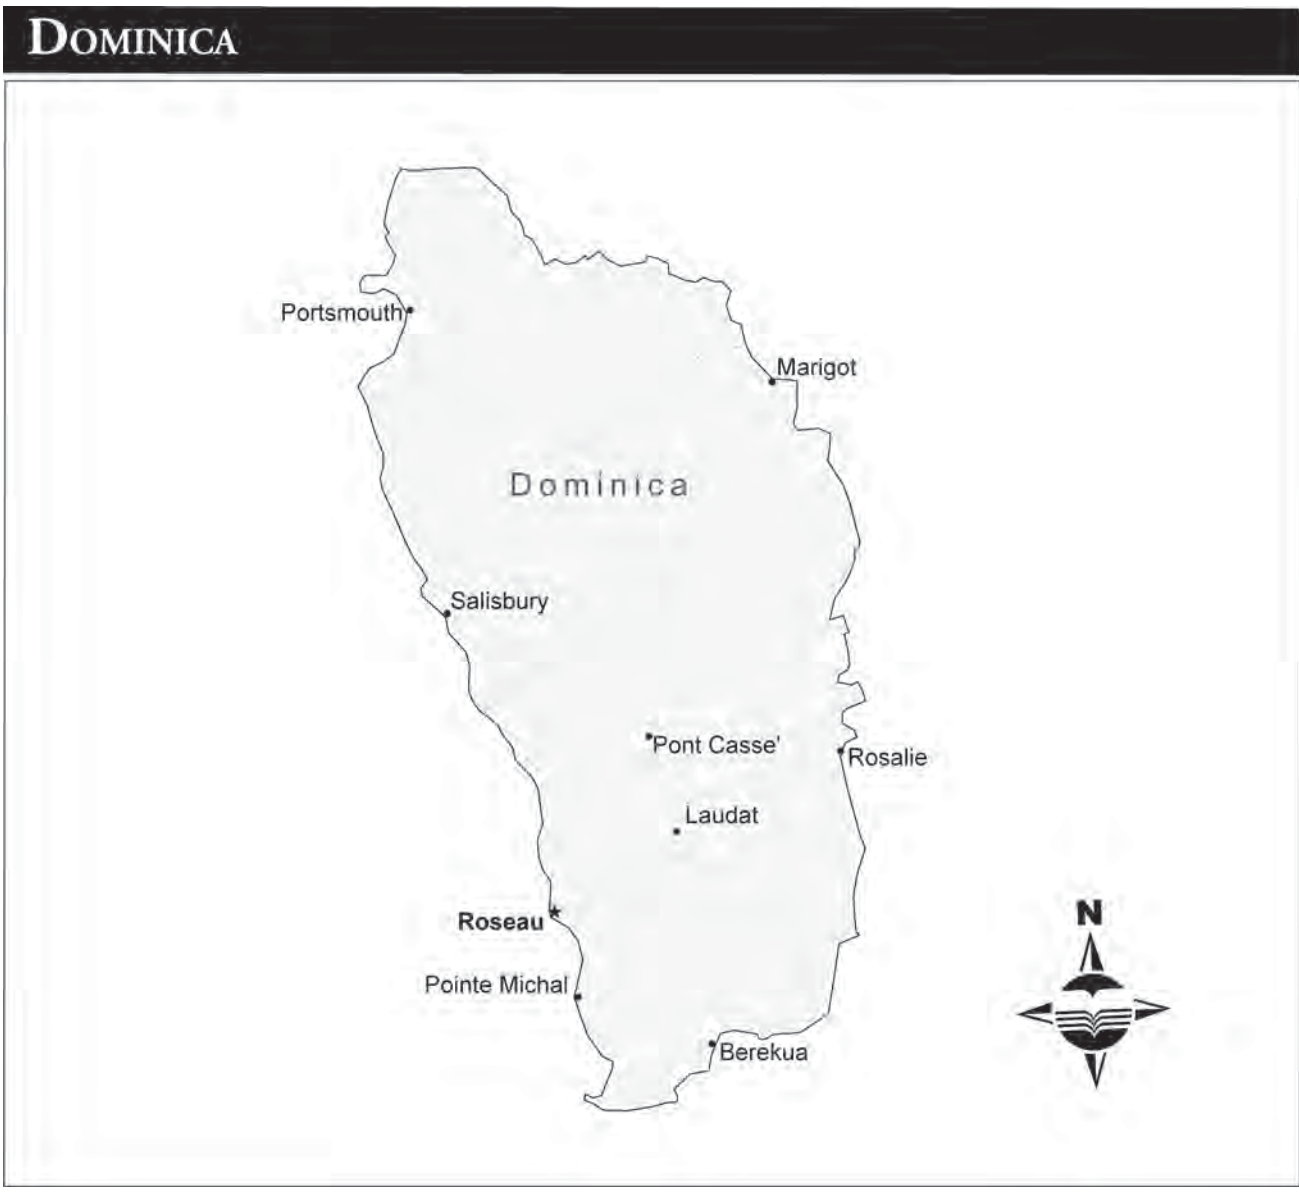 DOMINICA
Portsmouth
Marigot
Dominica
Salisbury
Pont Casse'
Rosalie
Laudat
N
Roseau
Pointe Michal
Berekua